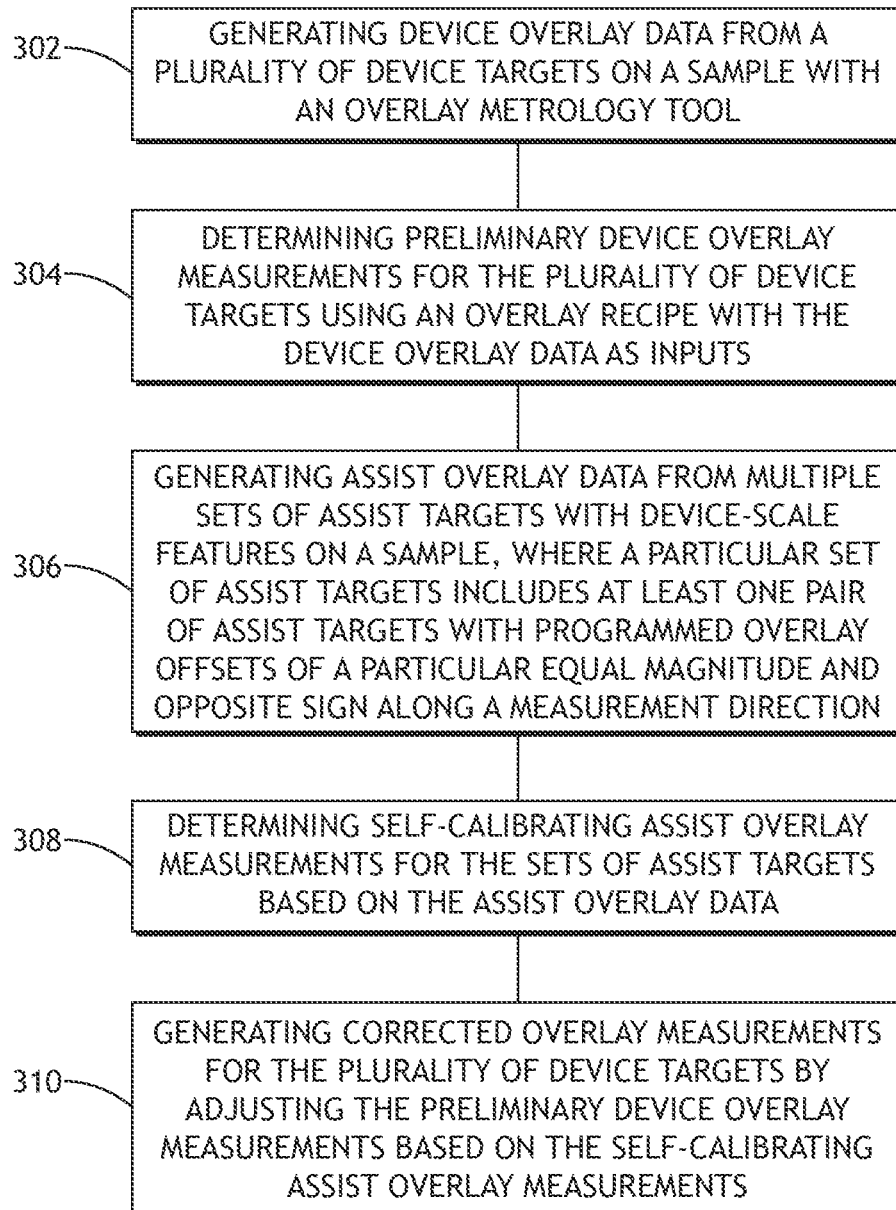 302
GENERATING DEVICE OVERLAY DATA FROM A
PLURALITY OF DEVICE TARGETS ON A SAMPLE WITH
AN OVERLAY METROLOGY TOOL
304
DETERMINING PRELIMINARY DEVICE OVERLAY
MEASUREMENTS FOR THE PLURALITY OF DEVICE
TARGETS USING AN OVERLAY RECIPE WITH THE
DEVICE OVERLAY DATA AS INPUTS
306
GENERATING ASSIST OVERLAY DATA FROM MULTIPLE
SETS OF ASSIST TARGETS WITH DEVICE-SCALE
FEATURES ON A SAMPLE, WHERE A PARTICULAR SET
OF ASSIST TARGETS INCLUDES AT LEAST ONE PAIR
OF ASSIST TARGETS WITH PROGRAMMED OVERLAY
OFFSETS OF A PARTICULAR EQUAL MAGNITUDE AND
OPPOSITE SIGN ALONG A MEASUREMENT DIRECTION
308
DETERMINING SELF-CALIBRATING ASSIST OVERLAY
MEASUREMENTS FOR THE SETS OF ASSIST TARGETS
BASED ON THE ASSIST OVERLAY DATA
310
GENERATING CORRECTED OVERLAY MEASUREMENTS
FOR THE PLURALITY OF DEVICE TARGETS BY
ADJUSTING THE PRELIMINARY DEVICE OVERLAY
MEASUREMENTS BASED ON THE SELF-CALIBRATING
ASSIST OVERLAY MEASUREMENTS